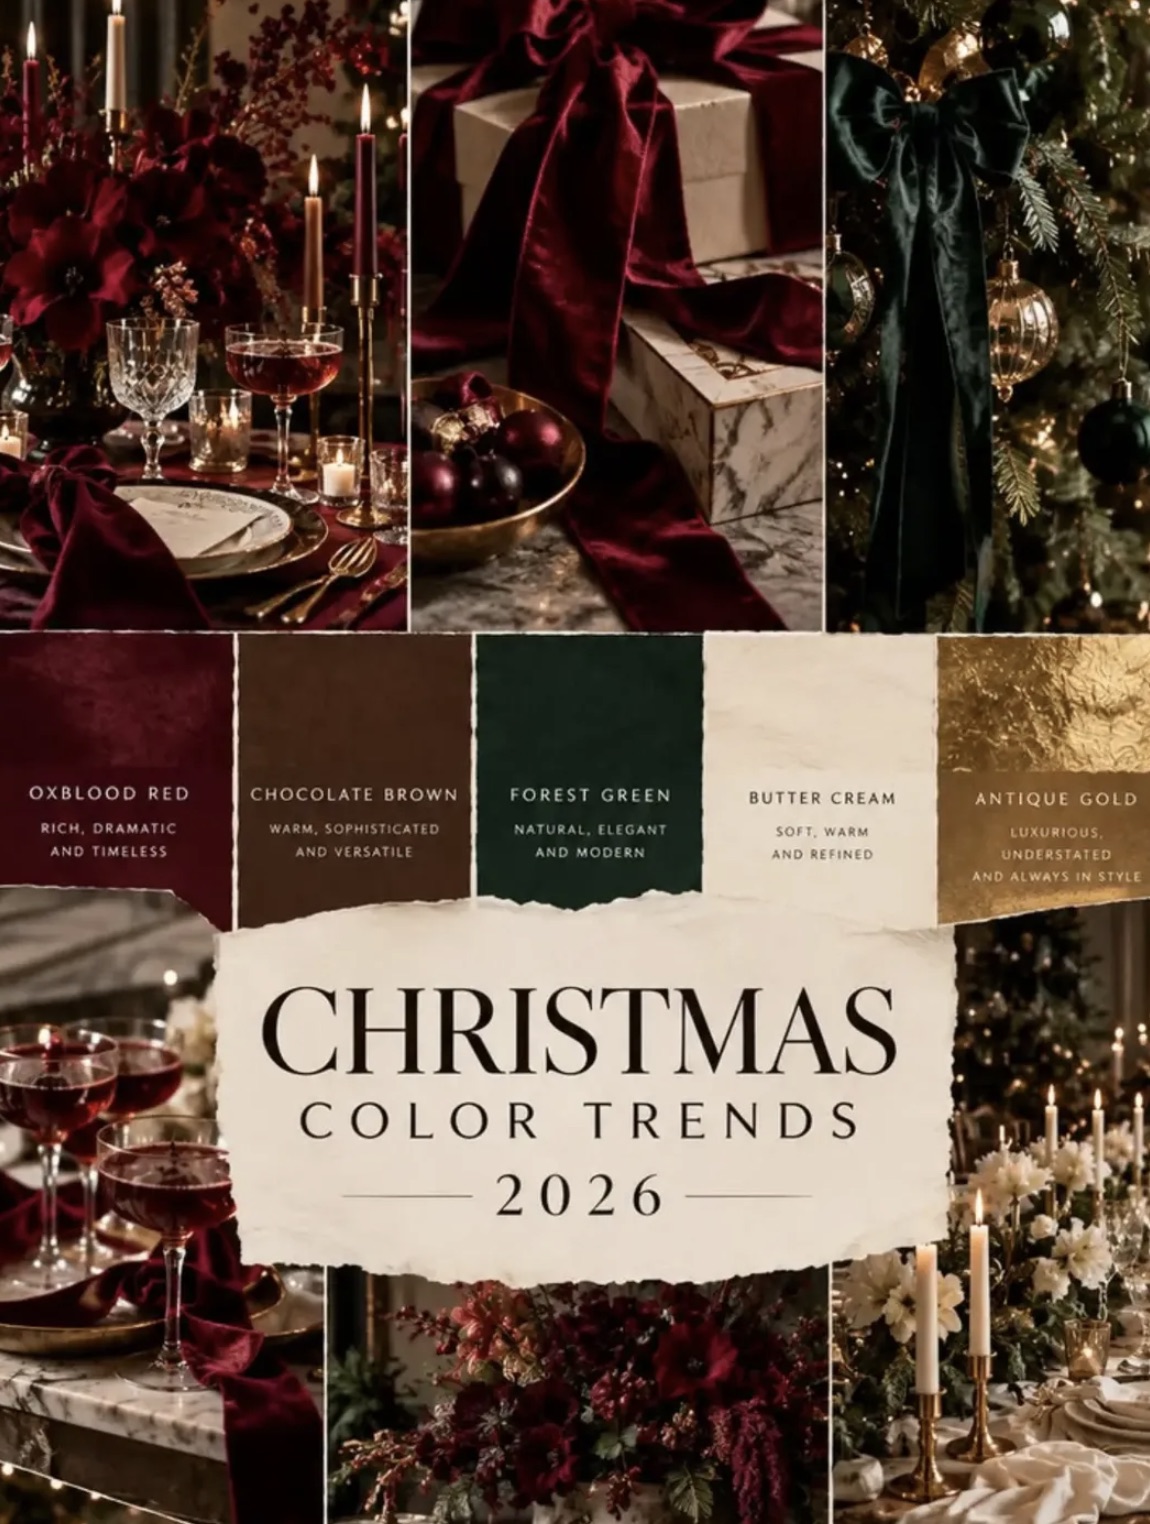 OXBLOOD RED
RICH, DRAMATIC
AND TIMELESS
CHOCOLATE BROWN
WARM, SOPHISTICATED
AND VERSATILE
FOREST GREEN
NATURAL, ELEGANT
AND MODERN
BUTTER CREAM
SOFT, WARM
AND REFINED
ANTIQUE GOLD
LUXURIOUS,
UNDERSTATED
AND ALWAYS IN STYLE
CHRISTMAS
COLOR TRENDS
2026